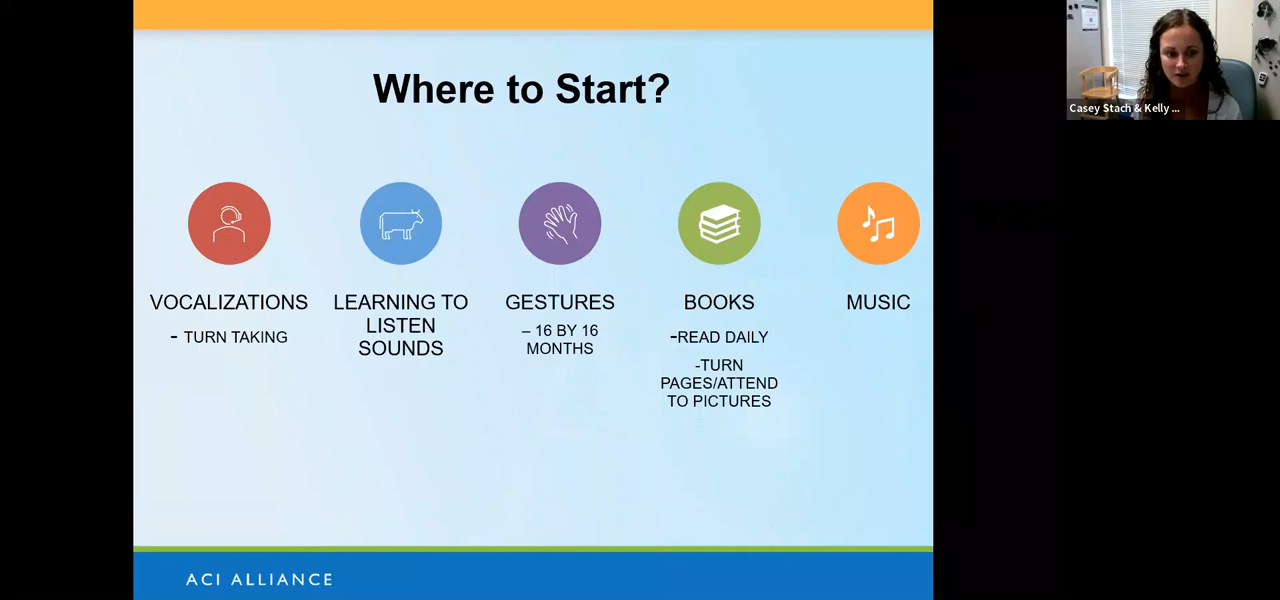 Where to Start?
Casey Stach & Kelly ...
VOCALIZATIONS
- TURN TAKING
LEARNING TO
LISTEN
SOUNDS
GESTURES
– 16 BY 16
MONTHS
BOOKS
-READ DAILY
-TURN
PAGES/ATTEND
TO PICTURES
MUSIC
ACI ALLIANCE